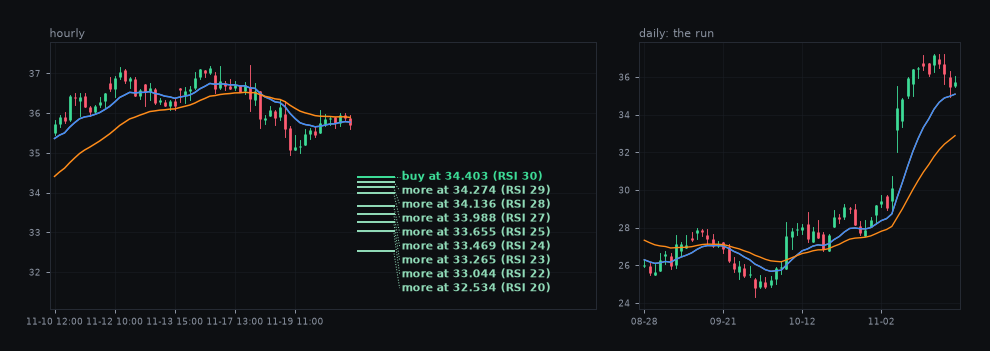 hourly
37
36
35
34
33
32
buy at 34.403 (RSI 30)
more at 34.274 (RSI 29)
more at 34.136 (RSI 28)
more at 33.988 (RSI 27)
more at 33.655 (RSI 25)
more at 33.469 (RSI 24)
more at 33.265 (RSI 23)
more at 33.044 (RSI 22)
more at 32.534 (RSI 20)
11-10 12:00 11-12 10:00 11-13 15:00 11-17 13:00 11-19 11:00
daily: the run
36
34
32
30
28
26
24
08-28 09-21 10-12 11-02